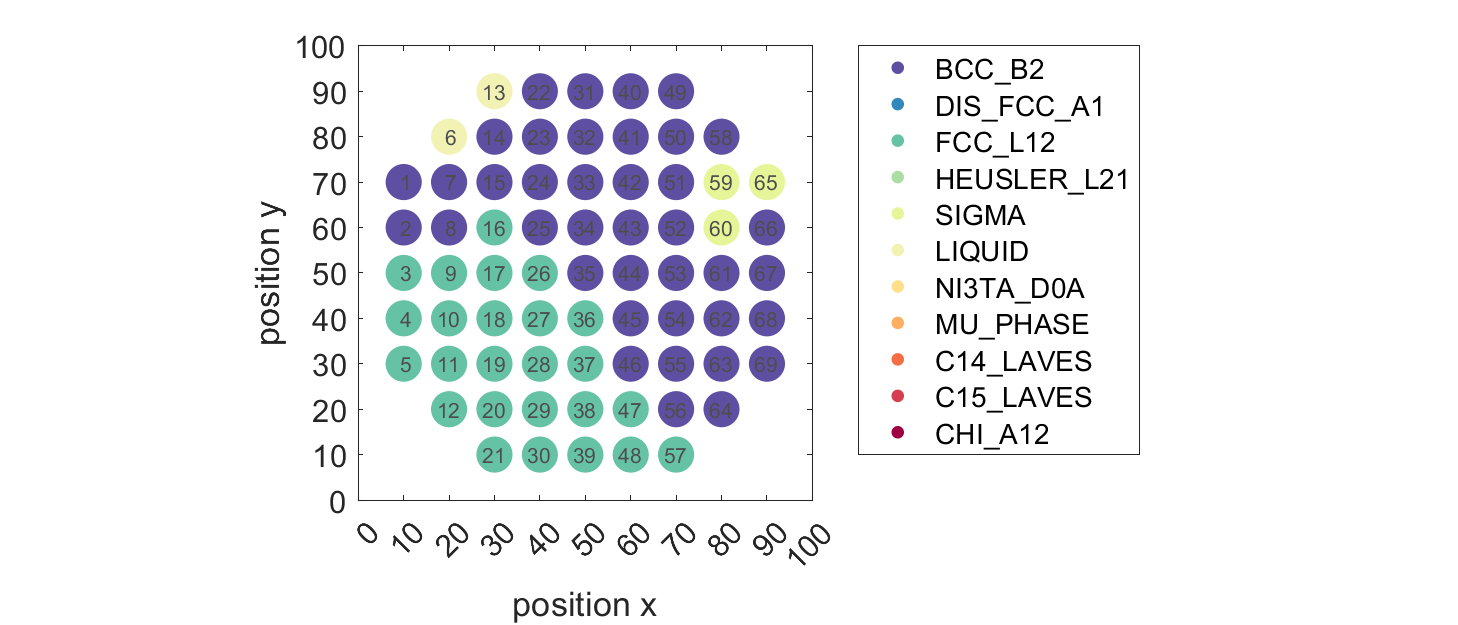 100
90
80
70
60
50
40
30
20
10
0
position y
13 22 31 40 49
6 14 23 32 41 50 58
1 7 15 24 33 42 51 59 65
2 8 16 25 34 43 52 60 66
3 9 17 26 35 44 53 61 67
4 10 18 27 36 45 54 62 68
5 11 19 28 37 46 55 63 69
12 20 29 38 47 56 64
21 30 39 48 57
0 10 20 30 40 50 60 70 80 90 100
position x
BCC_B2
DIS_FCC_A1
FCC_L12
HEUSLER_L21
SIGMA
LIQUID
NI3TA_D0A
MU_PHASE
C14_LAVES
C15_LAVES
CHI_A12